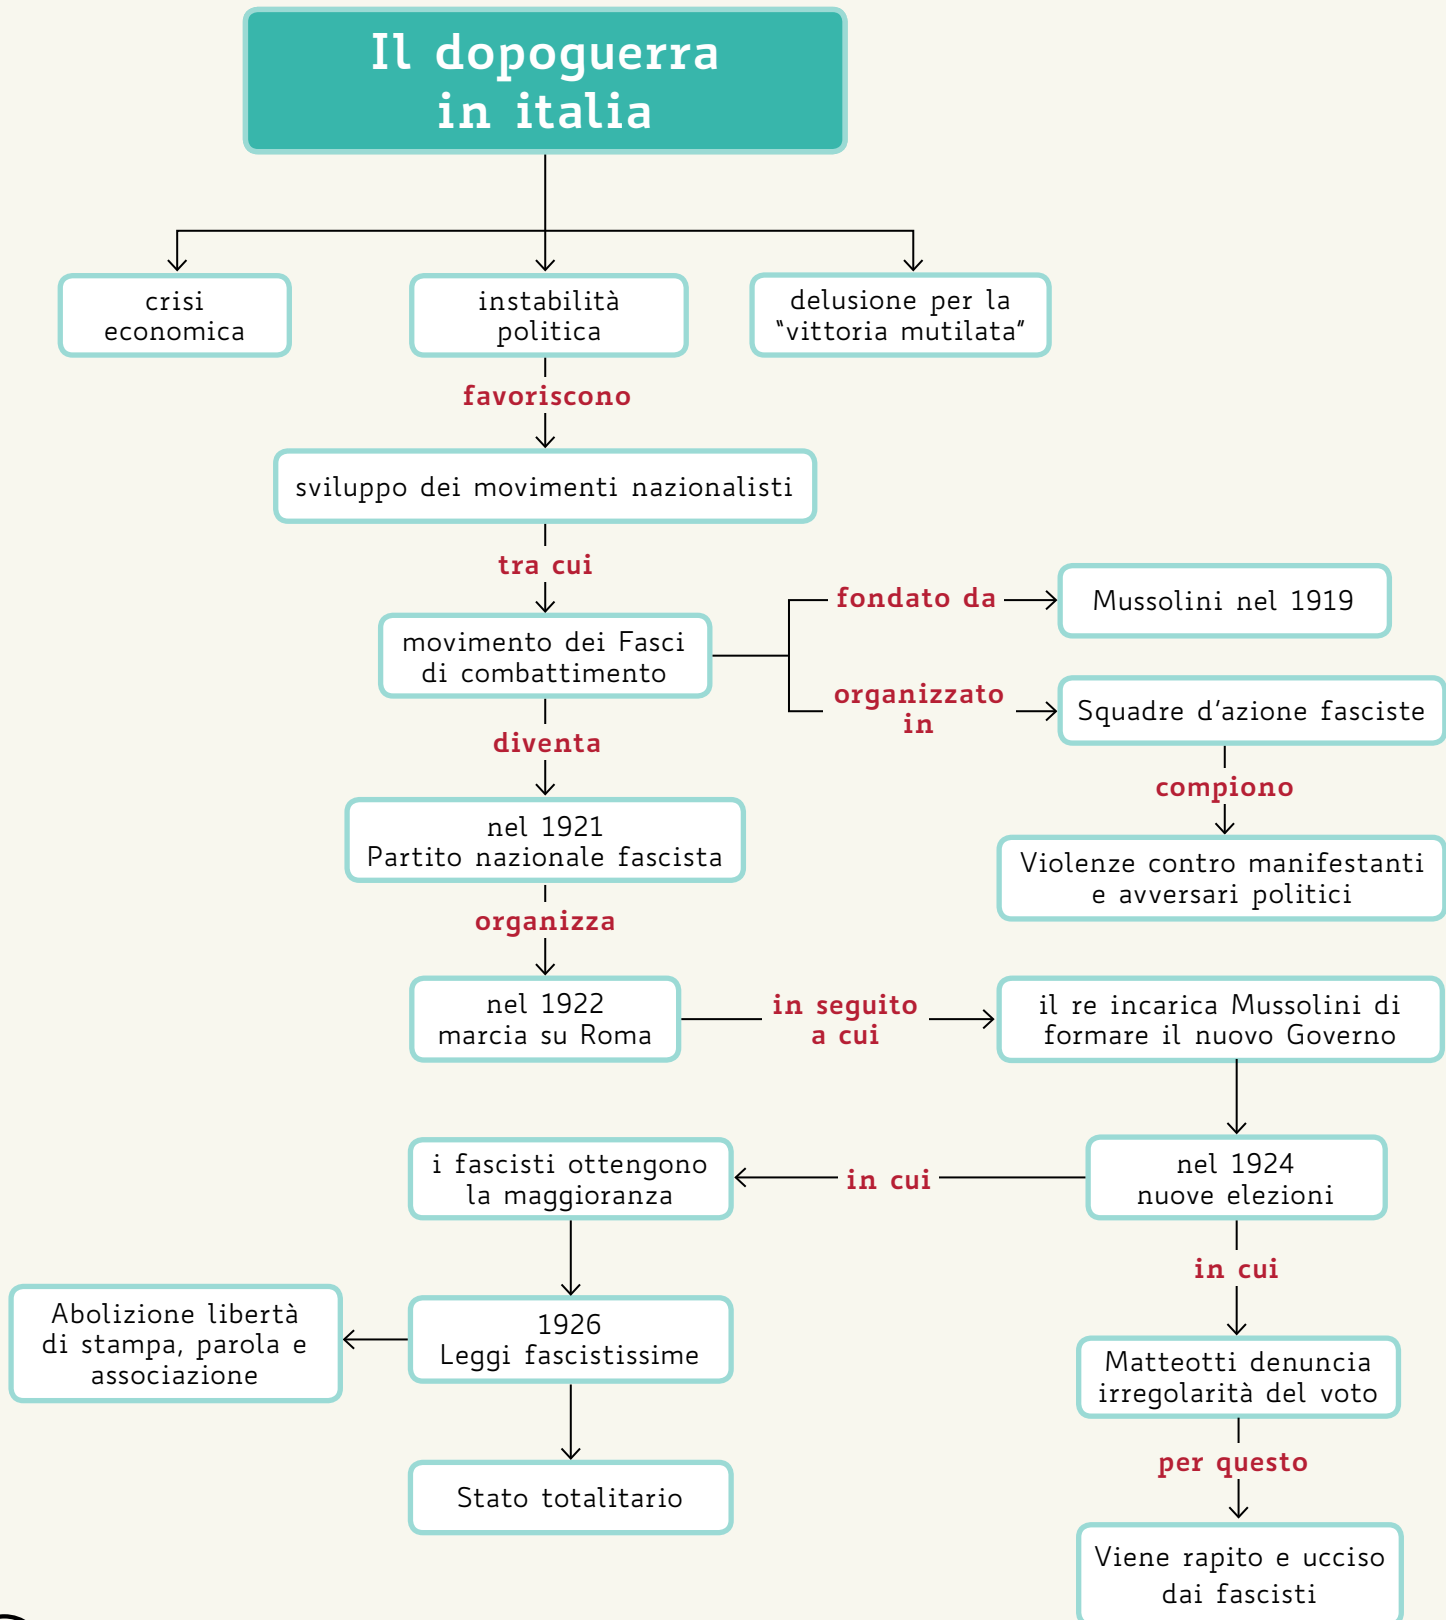 Il dopoguerra
in italia
crisi
economica
instabilità
politica
delusione per la
"vittoria mutilata"
favoriscono
sviluppo dei movimenti nazionalisti
tra cui
movimento dei Fasci
di combattimento
fondato da
Mussolini nel 1919
organizzato
in
Squadre d'azione fasciste
compiono
Violenze contro manifestanti
e avversari politici
diventa
nel 1921
Partito nazionale fascista
organizza
nel 1922
marcia su Roma
in seguito
a cui
il re incarica Mussolini di
formare il nuovo Governo
nel 1924
nuove elezioni
in cui
i fascisti ottengono
la maggioranza
1926
Leggi fascistissime
Abolizione libertà
di stampa, parola e
associazione
Stato totalitario
in cui
Matteotti denuncia
irregolarità del voto
per questo
Viene rapito e ucciso
dai fascisti